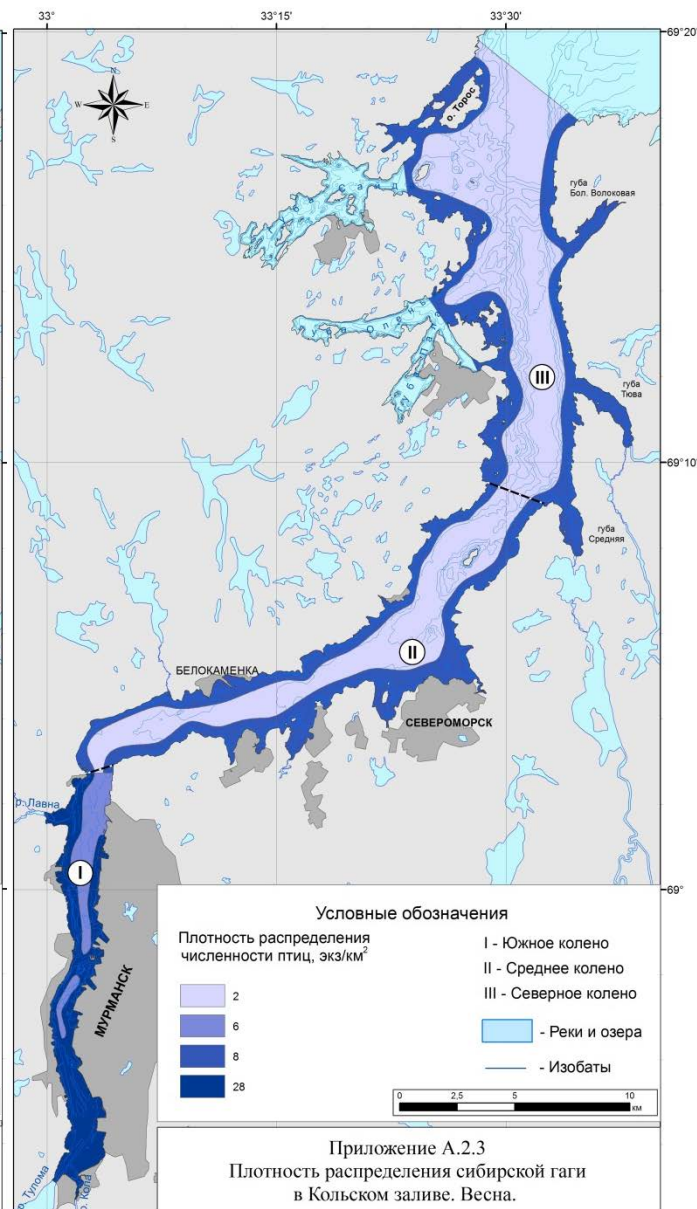 33°
33°15'
33°30'
69°20'
N
W
E
S
о. Торос
губа
Бол. Волоковая
III
губа
Тюва
69°10'
губа
Средняя
II
БЕЛОКАМЕНКА
СЕВЕРОМОРСК
р. Лавна
I
69°
МУРМАНСК
р. Тулома
р. Кола
Условные обозначения
Плотность распределения
численности птиц, экз/км²
2
6
8
28
I - Южное колено
II - Среднее колено
III - Северное колено
- Реки и озера
- Изобаты
0
2,5
5
10
км
Приложение А.2.3
Плотность распределения сибирской гаги
в Кольском заливе. Весна.